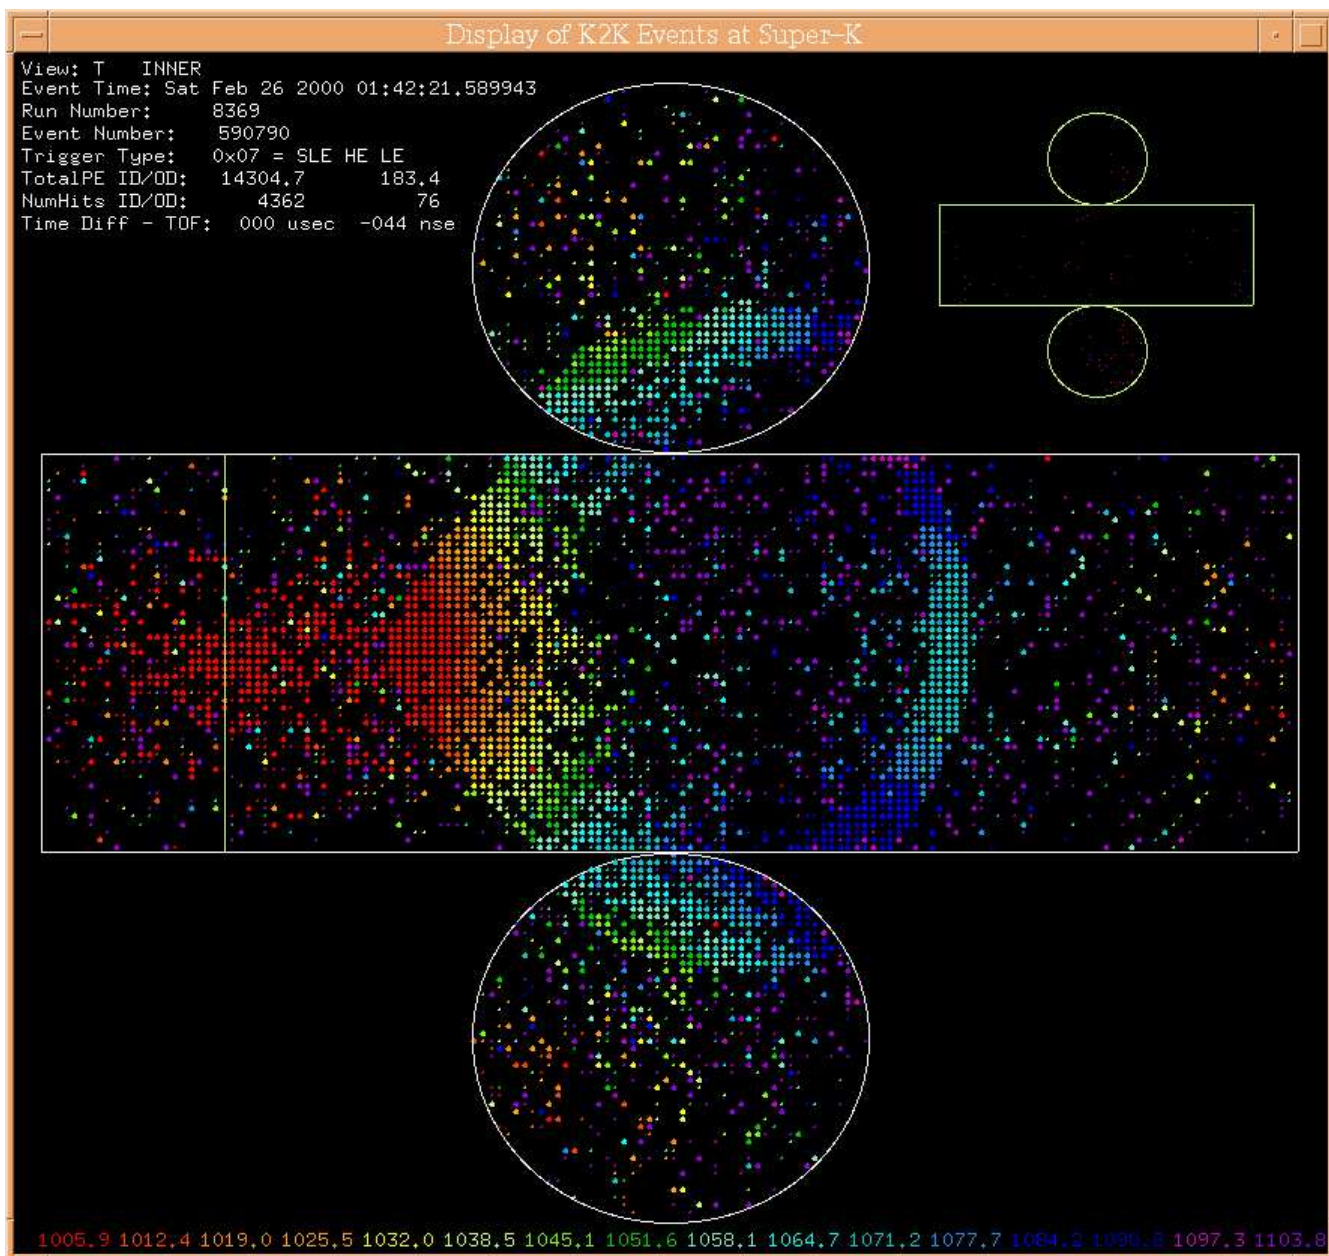 Display of K2K Events at Super-K
View: T INNER
Event Time: Sat Feb 26 2000 01:42:21.589943
Run Number: 8369
Event Number: 590790
Trigger Type: 0x07 = SLE HE LE
TotalPE ID/OD: 14304.7 183.4
NumHits ID/OD: 4362 76
Time Diff - TOF: 000 usec -044 nse
1005.9 1012.4 1019.0 1025.5 1032.0 1038.5 1045.1 1051.6 1058.1 1064.7 1071.2 1077.7 1084.2 1090.8 1097.3 1103.8